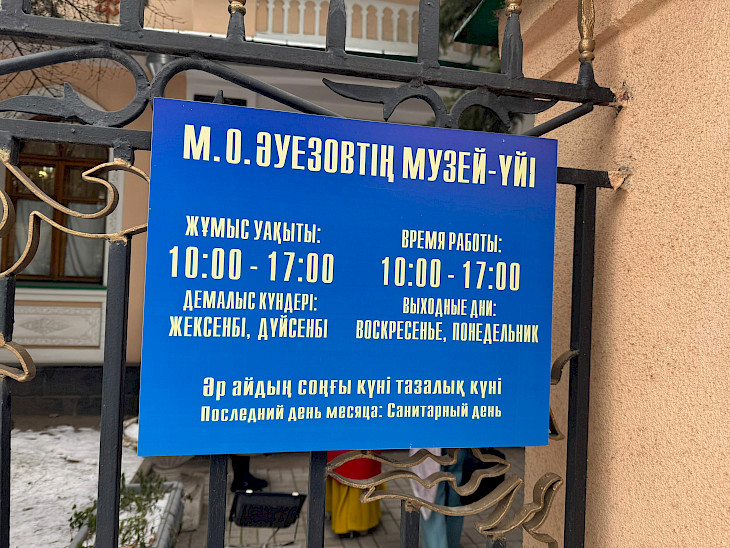 М.О.ӘУЕЗОВТІҢ МУЗЕЙ-ҮЙІ
ЖҰМЫС УАҚЫТЫ:
10:00 - 17:00
ДЕМАЛЫС КҮНДЕРІ:
ЖЕКСЕНБІ, ДҮЙСЕНБІ
ВРЕМЯ РАБОТЫ:
10:00 - 17:00
ВЫХОДНЫЕ ДНИ:
ВОСКРЕСЕНЬЕ, ПОНЕДЕЛЬНИК
Әр айдың соңғы күні тазалық күні
Последний день месяца: Санитарный день